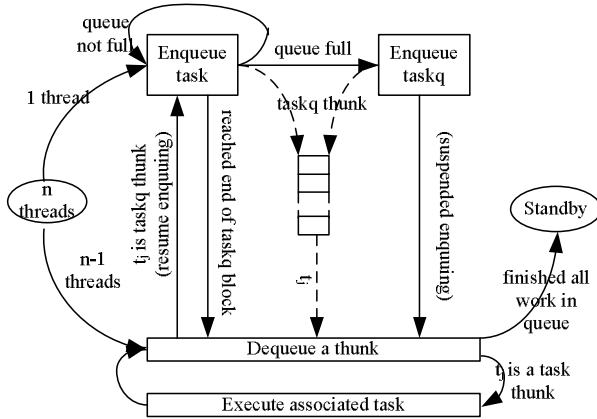 queue
not full
Enqueue
task
queue full
Enqueue
taskq
1 thread
taskq thunk
n
threads
tj is taskq thunk
(resume enquuing)
reached end of taskq block
(suspended enquuing)
Standby
n-1
threads
tj
finished all
work in
queue
Dequeue a thunk
tj is a task
thunk
Execute associated task